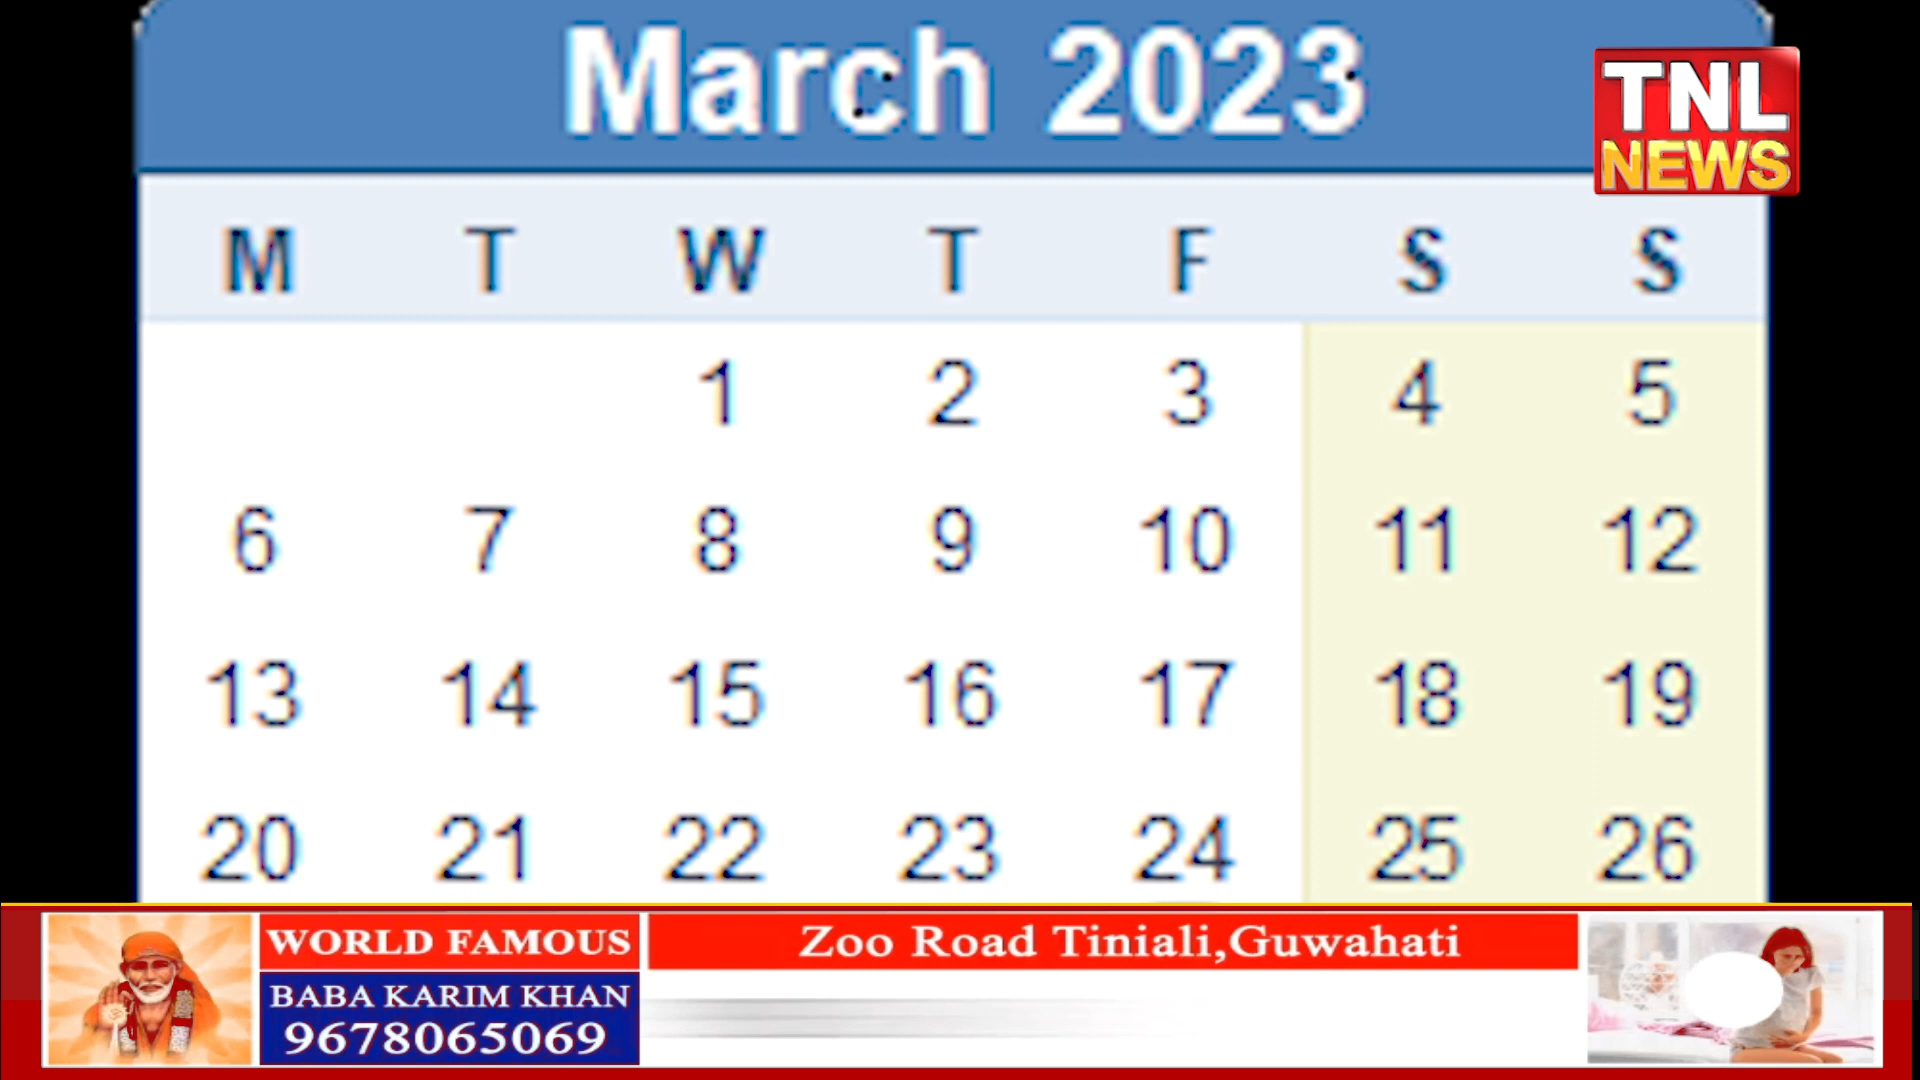 March 2023
TNL
NEWS
M T W T F S S
1 2 3 4 5
6 7 8 9 10 11 12
13 14 15 16 17 18 19
20 21 22 23 24 25 26
WORLD FAMOUS
BABA KARIM KHAN
9678065069
Zoo Road Tiniali,Guwahati